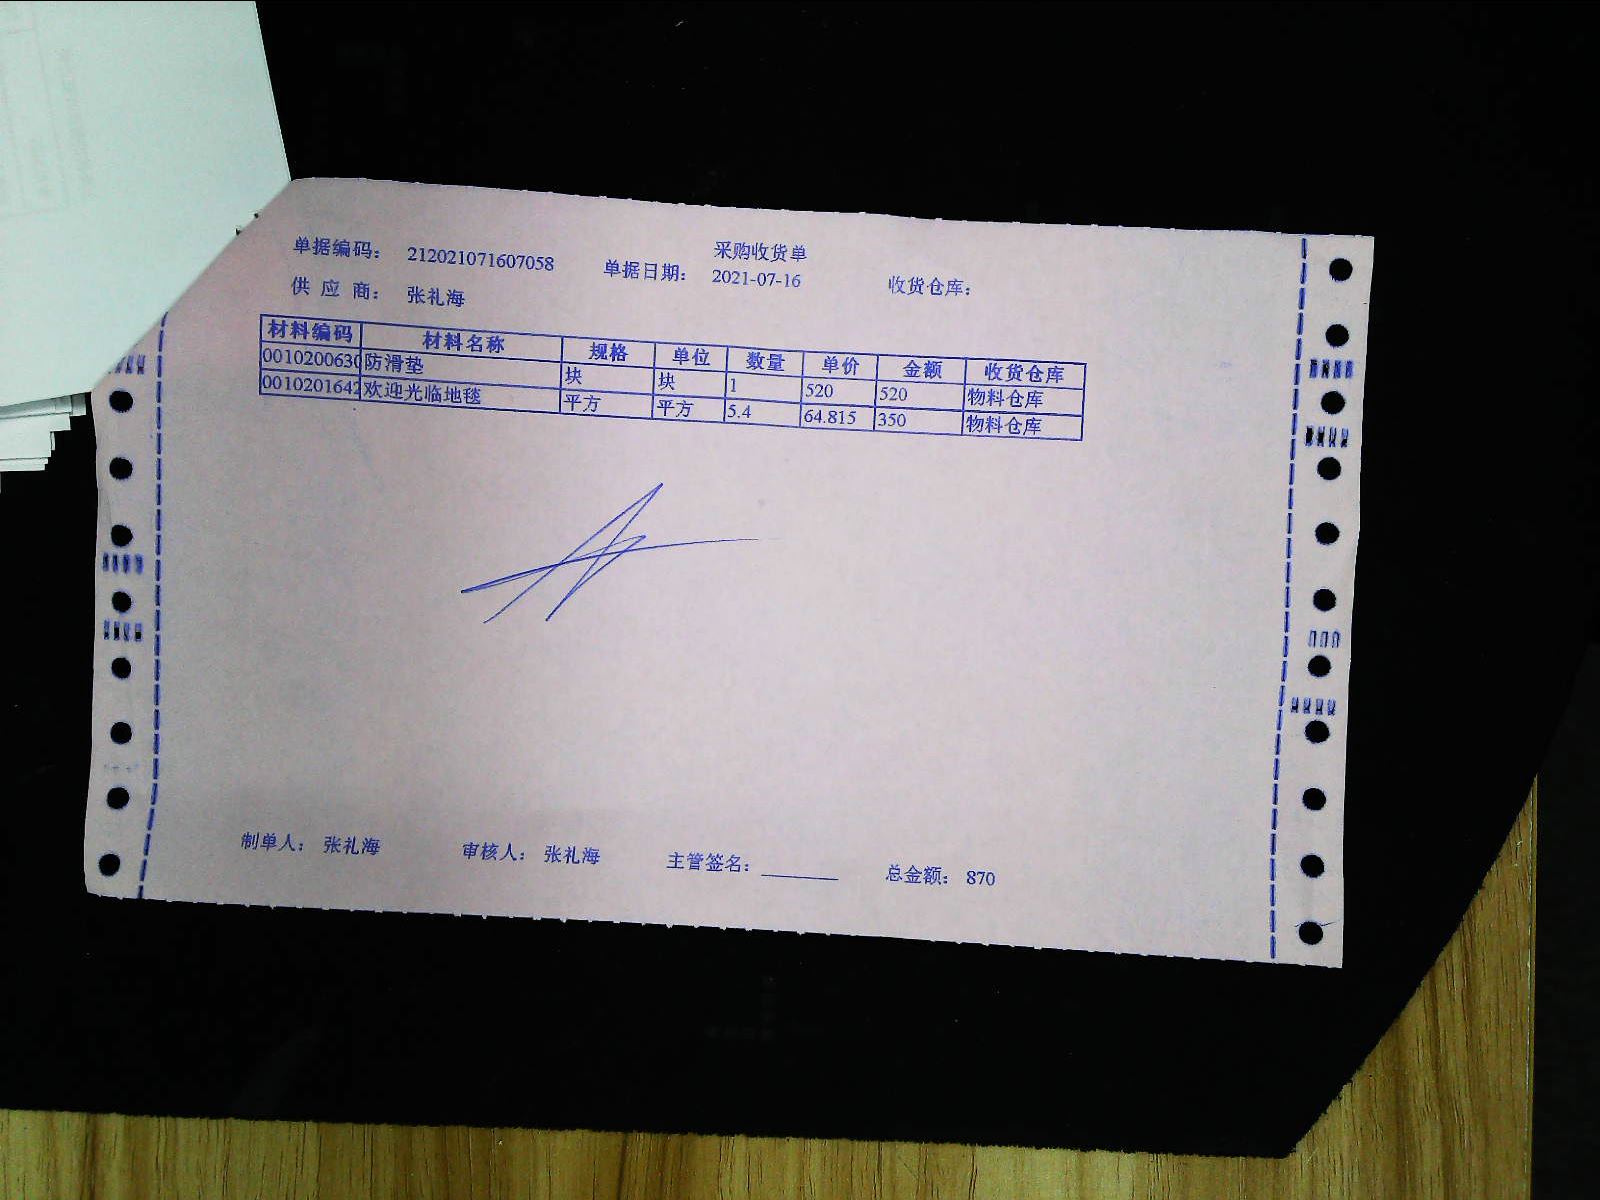 采购收货单
单据编码： 212021071607058 单据日期： 2021-07-16 收货仓库：
供 应 商： 张礼海
材料编码 材料名称 规格 单位 数量 单价 金额 收货仓库
0010200630 防滑垫 块 块 1 520 520 物料仓库
0010201642 欢迎光临地毯 平方 平方 5.4 64.815 350 物料仓库
制单人： 张礼海 审核人： 张礼海 主管签名：________ 总金额： 870